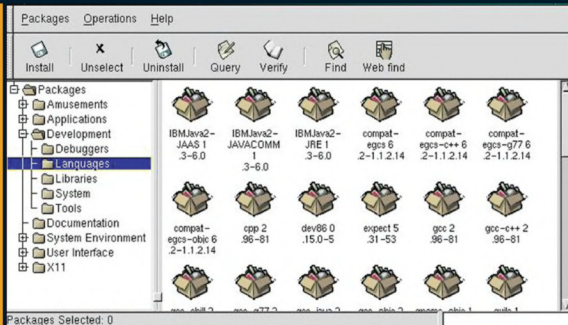 Packages Operations Help
Install Unselect Uninstall Query Verify Find Web find
Packages
Amusements
Applications
Development
Debuggers
Languages
Libraries
System
Tools
Documentation
System Environment
User Interface
X11
IBMJava2-
JAAS 1
.3-6.0
IBMJava2-
JAVACOMM
1
.3-6.0
IBMJava2-
JRE 1
.3-6.0
compat-
egcs 6
.2-1.1.2.14
compat-
egcs-c++ 6
.2-1.1.2.14
compat-
egcs-g77 6
.2-1.1.2.14
compat-
egcs-objc 6
.2-1.1.2.14
cpp 2
.96-81
dev86 0
.15.0-5
expect 5
.31-53
gcc 2
.96-81
gcc-c++ 2
.96-81
Packages Selected: 0